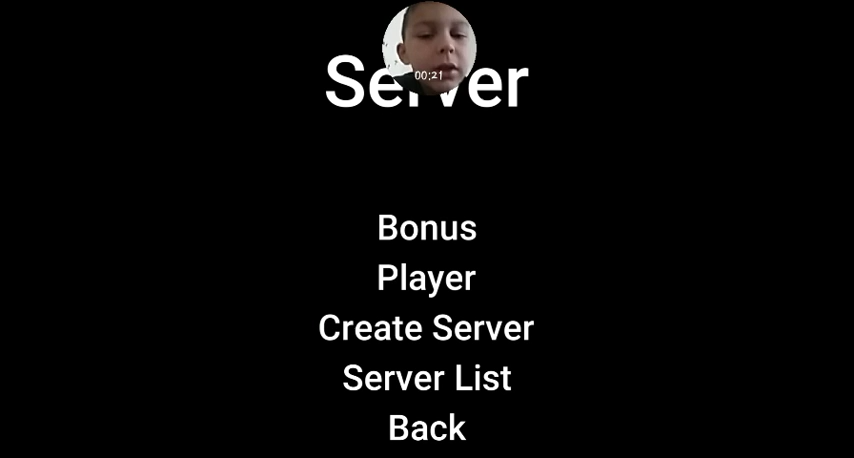 Server
00:21
Bonus
Player
Create Server
Server List
Back